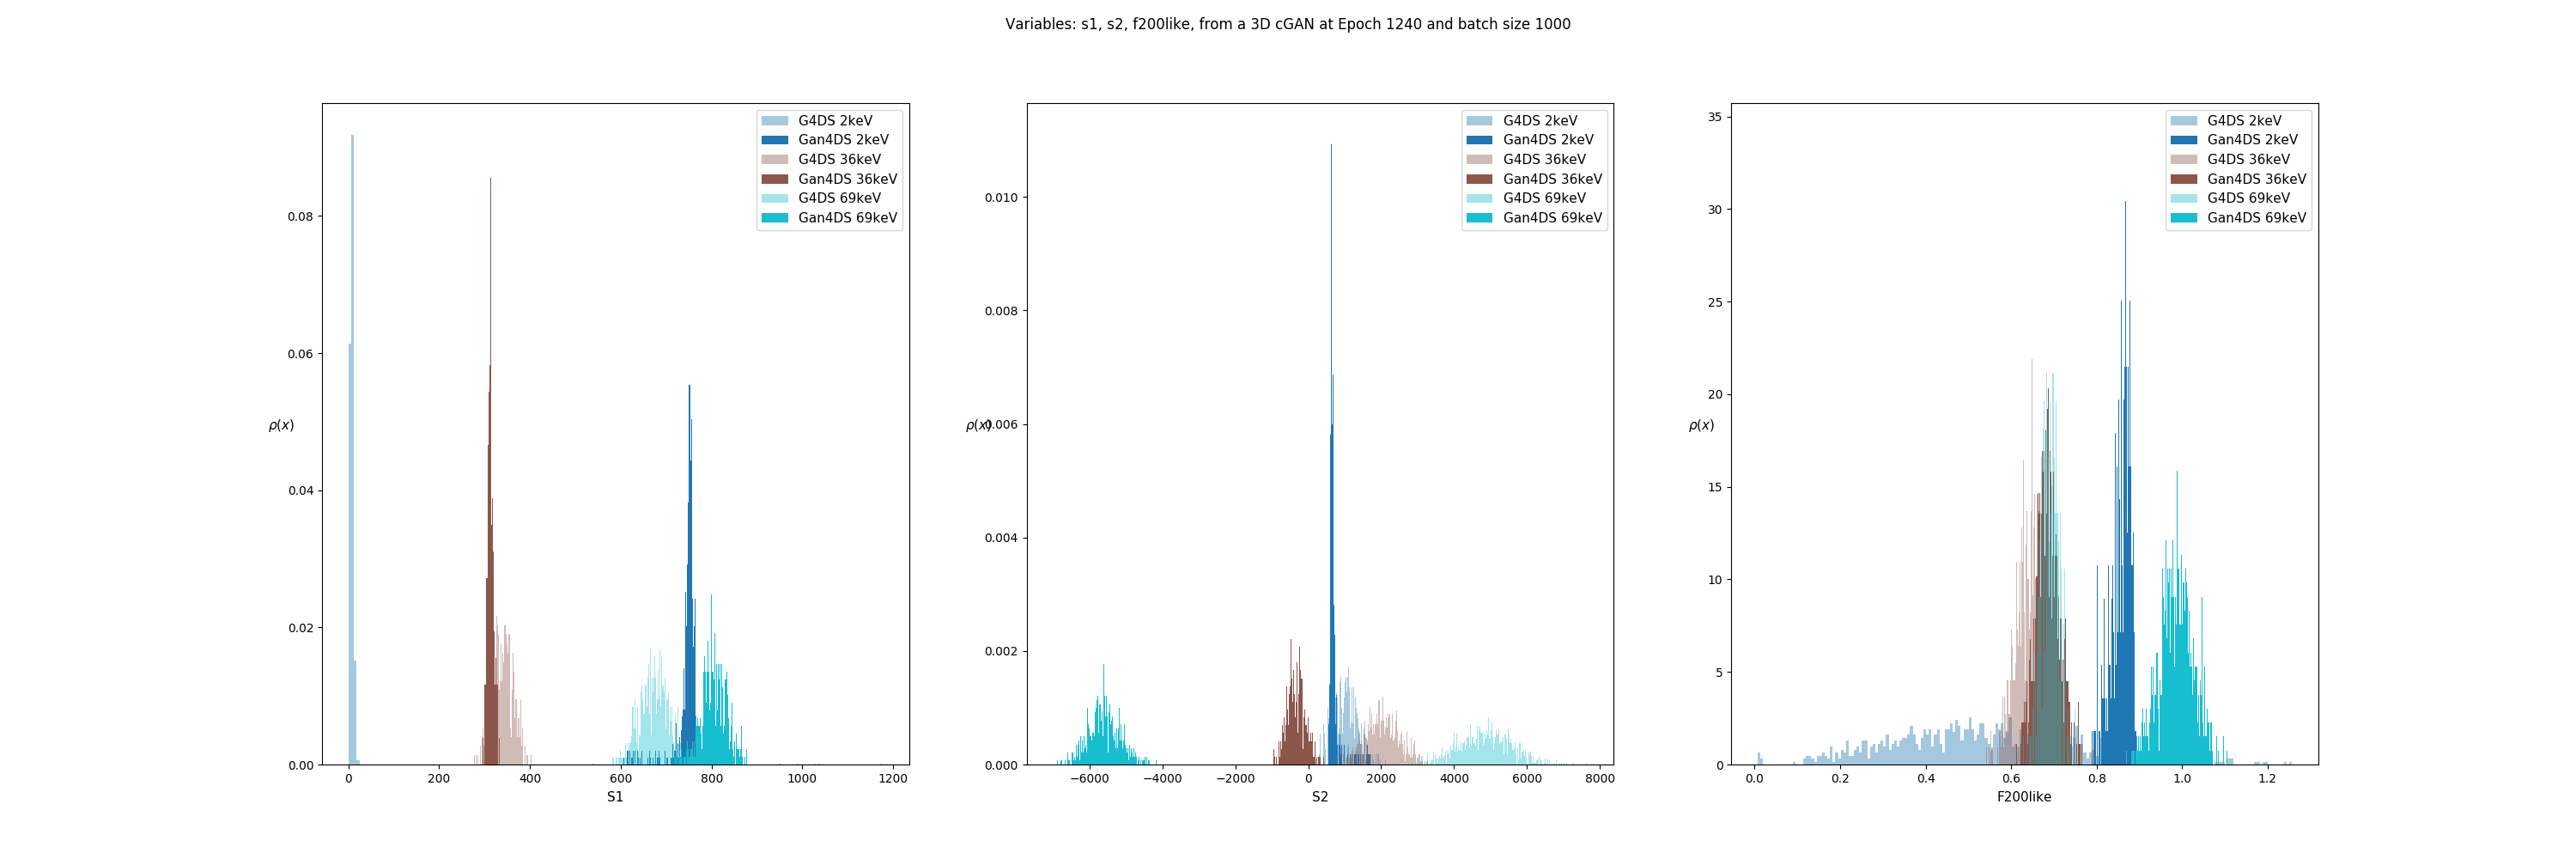 Variables: s1, s2, f200like, from a 3D cGAN at Epoch 1240 and batch size 1000
ρ(x)
0.08
0.06
0.04
0.02
0.00
0 200 400 600 800 1000 1200
S1
G4DS 2keV
Gan4DS 2keV
G4DS 36keV
Gan4DS 36keV
G4DS 69keV
Gan4DS 69keV
ρ(x)
0.010
0.008
0.006
0.004
0.002
0.000
−6000 −4000 −2000 0 2000 4000 6000 8000
S2
G4DS 2keV
Gan4DS 2keV
G4DS 36keV
Gan4DS 36keV
G4DS 69keV
Gan4DS 69keV
ρ(x)
35
30
25
20
15
10
5
0
0.0 0.2 0.4 0.6 0.8 1.0 1.2
F200like
G4DS 2keV
Gan4DS 2keV
G4DS 36keV
Gan4DS 36keV
G4DS 69keV
Gan4DS 69keV